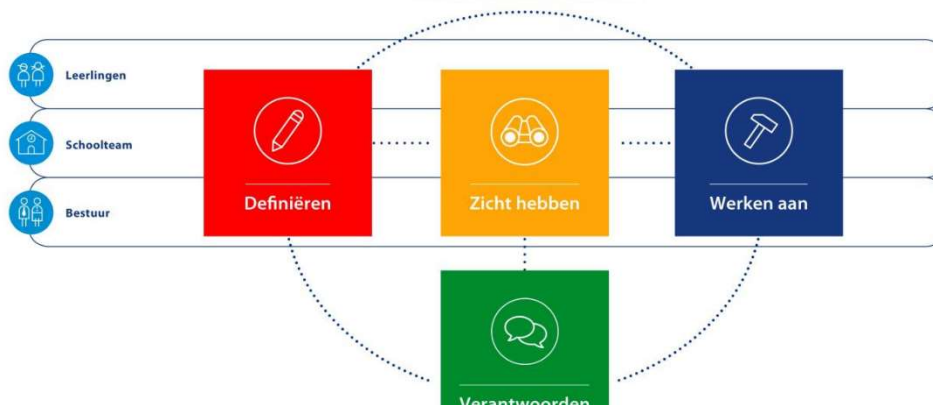 Leerlingen
Schoolteam
Bestuur
Definiëren
Zicht hebben
Werken aan
Verantwoorden